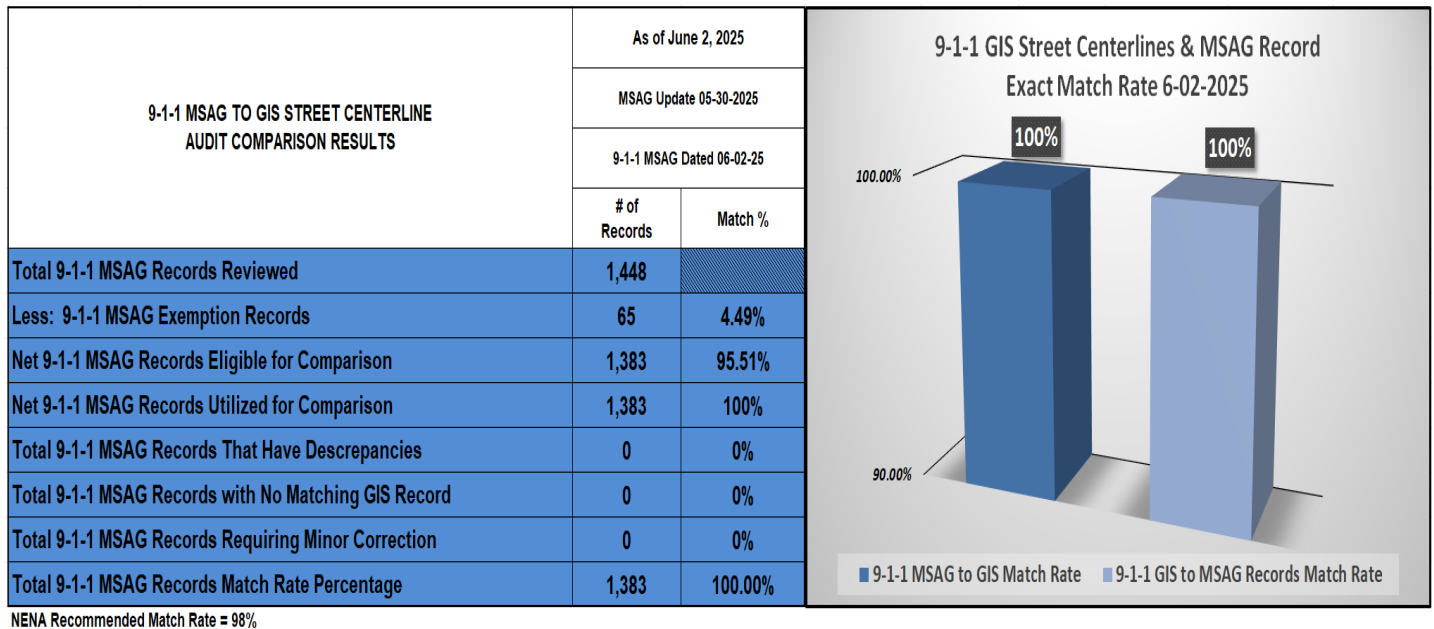 9-1-1 MSAG TO GIS STREET CENTERLINE
AUDIT COMPARISON RESULTS
As of June 2, 2025
MSAG Update 05-30-2025
9-1-1 MSAG Dated 06-02-25
# of
Records
Match %
Total 9-1-1 MSAG Records Reviewed 1,448
Less: 9-1-1 MSAG Exemption Records 65 4.49%
Net 9-1-1 MSAG Records Eligible for Comparison 1,383 95.51%
Net 9-1-1 MSAG Records Utilized for Comparison 1,383 100%
Total 9-1-1 MSAG Records That Have Descrepancies 0 0%
Total 9-1-1 MSAG Records with No Matching GIS Record 0 0%
Total 9-1-1 MSAG Records Requiring Minor Correction 0 0%
Total 9-1-1 MSAG Records Match Rate Percentage 1,383 100.00%
NENA Recommended Match Rate = 98%
9-1-1 GIS Street Centerlines & MSAG Record
Exact Match Rate 6-02-2025
100%
100%
100.00%
90.00%
9-1-1 MSAG to GIS Match Rate
9-1-1 GIS to MSAG Records Match Rate